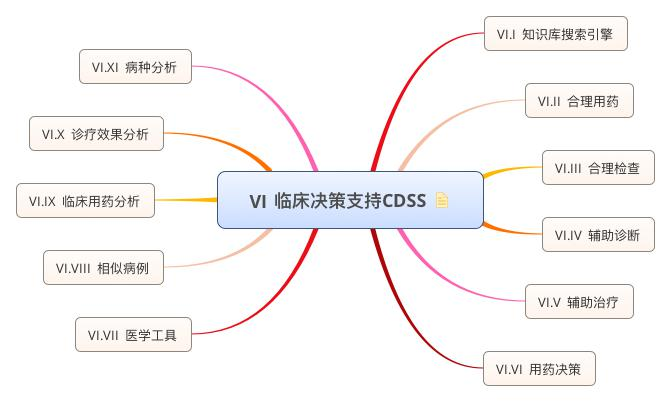 VI 临床决策支持CDSS
VI.I 知识库搜索引擎
VI.II 合理用药
VI.III 合理检查
VI.IV 辅助诊断
VI.V 辅助治疗
VI.VI 用药决策
VI.VII 医学工具
VI.VIII 相似病例
VI.IX 临床用药分析
VI.X 诊疗效果分析
VI.XI 病种分析